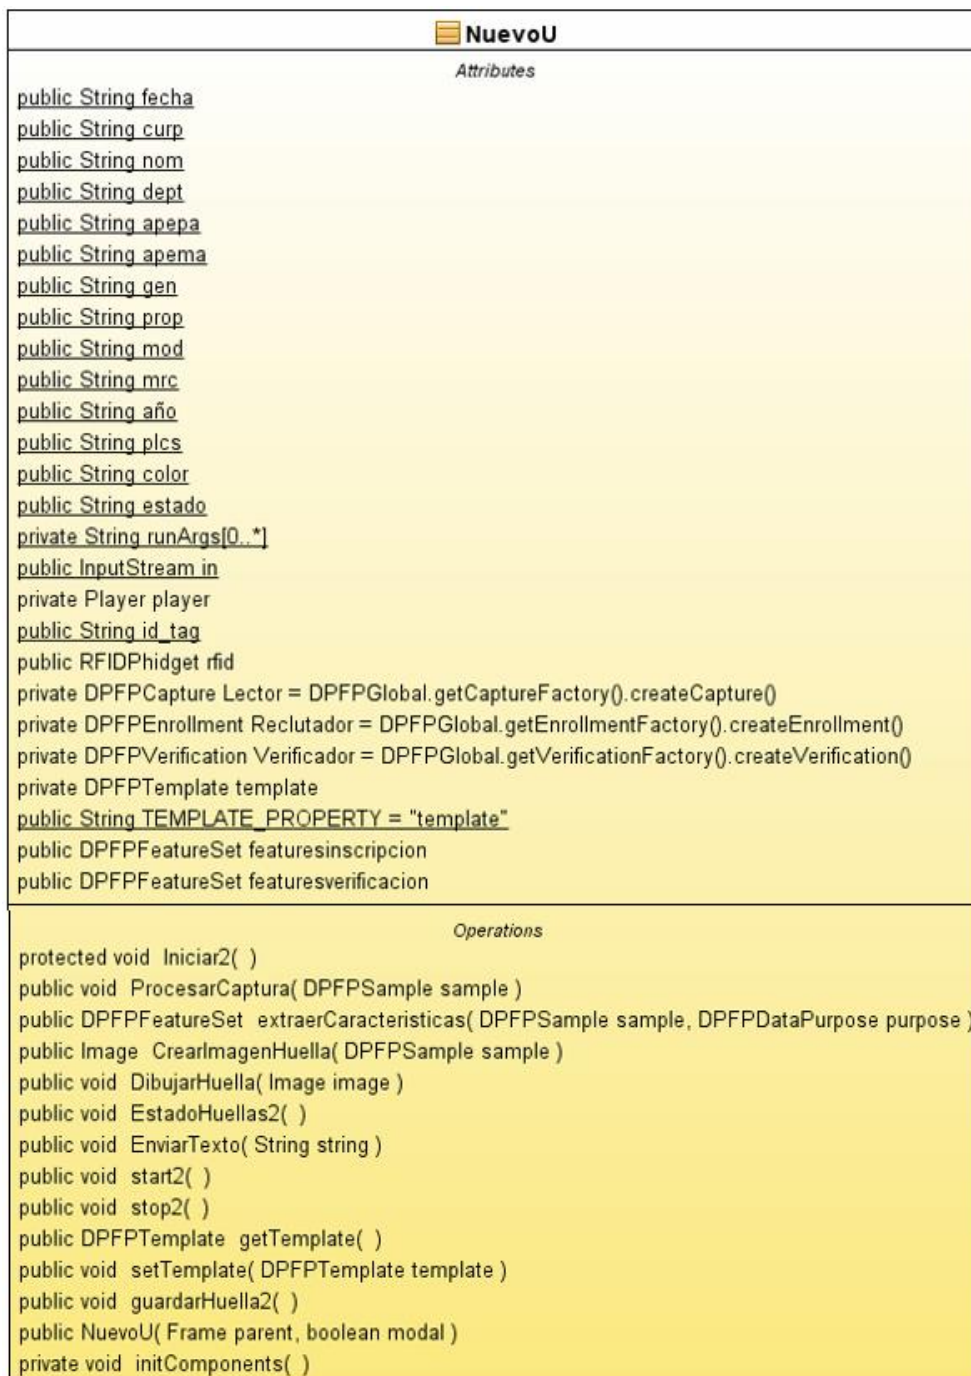 NuevoU
Attributes
public String fecha
public String curp
public String nom
public String dept
public String apepa
public String apema
public String gen
public String prop
public String mod
public String mrc
public String año
public String plcs
public String color
public String estado
private String runArgs[0..*]
public InputStream in
private Player player
public String id_tag
public RFIDPhidget rfid
private DPFPCapture Lector = DPFPGlobal.getCaptureFactory().createCapture()
private DPFPEnrollment Reclutador = DPFPGlobal.getEnrollmentFactory().createEnrollment()
private DPFPVerification Verificador = DPFPGlobal.getVerificationFactory().createVerification()
private DPFPTemplate template
public String TEMPLATE_PROPERTY = "template"
public DPFPFeatureSet featuresinscripcion
public DPFPFeatureSet featuresverificacion
Operations
protected void Iniciar2( )
public void ProcesarCaptura( DPFPSample sample )
public DPFPFeatureSet extraerCaracteristicas( DPFPSample sample, DPFPDataPurpose purpose )
public Image CrearImagenHuella( DPFPSample sample )
public void DibujarHuella( Image image )
public void EstadoHuellas2( )
public void EnviarTexto( String string )
public void start2( )
public void stop2( )
public DPFPTemplate getTemplate( )
public void setTemplate( DPFPTemplate template )
public void guardarHuella2( )
public NuevoU( Frame parent, boolean modal )
private void initComponents( )